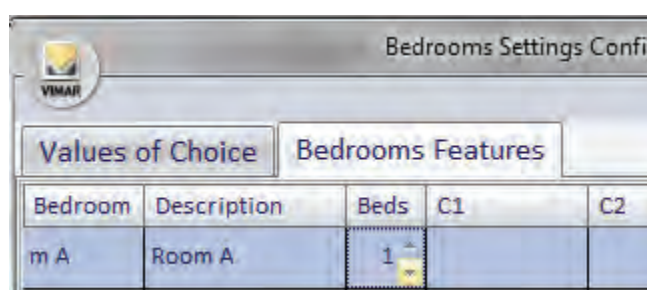 Bedrooms Settings Confi
VIMAR
Values of Choice Bedrooms Features
Bedroom Description Beds C1 C2
m A Room A 1